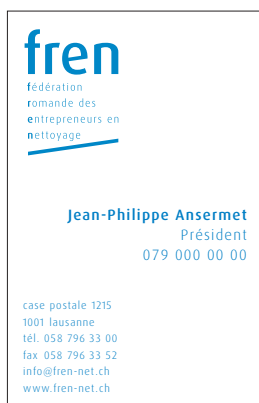 fren
fédération
romande des
entrepreneurs en
nettoyage
Jean-Philippe Ansermet
Président
079 000 00 00
case postale 1215
1001 lausanne
tél. 058 796 33 00
fax 058 796 33 52
info@fren-net.ch
www.fren-net.ch